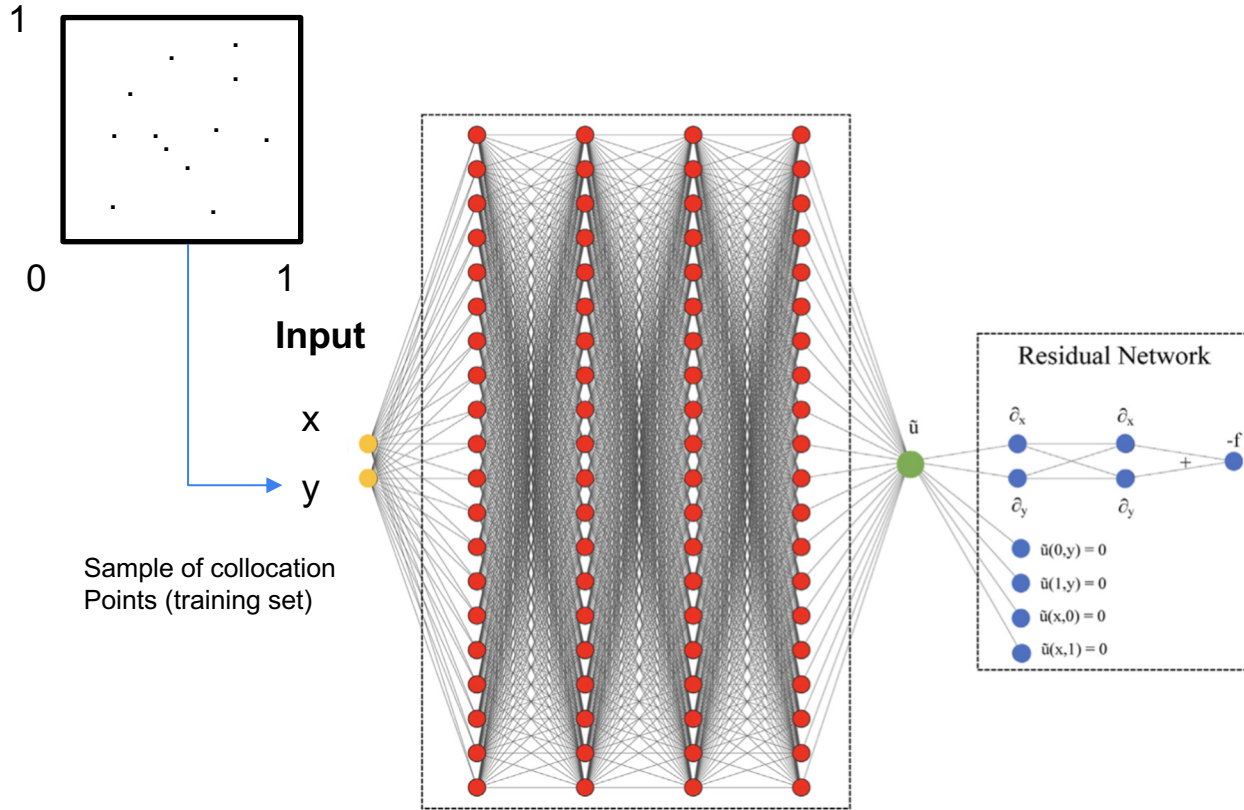 1
0
1
Input
x
y
Sample of collocation
Points (training set)
ũ
Residual Network
∂x
∂x
-f
+
∂y
∂y
ũ(0,y) = 0
ũ(1,y) = 0
ũ(x,0) = 0
ũ(x,1) = 0